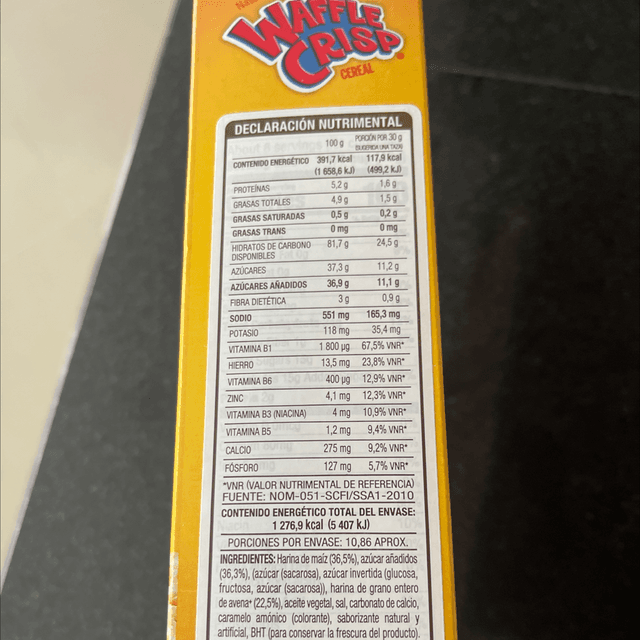 WAFFLE
CRISP
CEREAL
DECLARACIÓN NUTRIMENTAL
100 g PORCIÓN POR 30 g
SUGERIDA UNA TAZA
CONTENIDO ENERGÉTICO 391,7 kcal 117,9 kcal
(1 658,6 kJ) (499,2 kJ)
PROTEÍNAS 5,2 g 1,6 g
GRASAS TOTALES 4,9 g 1,5 g
GRASAS SATURADAS 0,5 g 0,2 g
GRASAS TRANS 0 mg 0 mg
HIDRATOS DE CARBONO 81,7 g 24,5 g
DISPONIBLES
AZÚCARES 37,3 g 11,2 g
AZÚCARES AÑADIDOS 36,9 g 11,1 g
FIBRA DIETÉTICA 3 g 0,9 g
SODIO 551 mg 165,3 mg
POTASIO 118 mg 35,4 mg
VITAMINA B1 1 800 µg 67,5% VNR*
HIERRO 13,5 mg 23,8% VNR*
VITAMINA B6 400 µg 12,9% VNR*
ZINC 4,1 mg 12,3% VNR*
VITAMINA B3 (NIACINA) 4 mg 10,9% VNR*
VITAMINA B5 1,2 mg 9,4% VNR*
CALCIO 275 mg 9,2% VNR*
FÓSFORO 127 mg 5,7% VNR*
*VNR (VALOR NUTRIMENTAL DE REFERENCIA)
FUENTE: NOM-051-SCFI/SSA1-2010
CONTENIDO ENERGÉTICO TOTAL DEL ENVASE:
1 276,9 kcal (5 407 kJ)
PORCIONES POR ENVASE: 10,86 APROX.
INGREDIENTES: Harina de maíz (36,5%), azúcar añadidos
(36,3%), (azúcar (sacarosa), azúcar invertida (glucosa,
fructosa, azúcar (sacarosa)), harina de grano entero
de avena* (22,5%), aceite vegetal, sal, carbonato de calcio,
caramelo amónico (colorante), saborizante natural y
artificial, BHT (para conservar la frescura del producto).